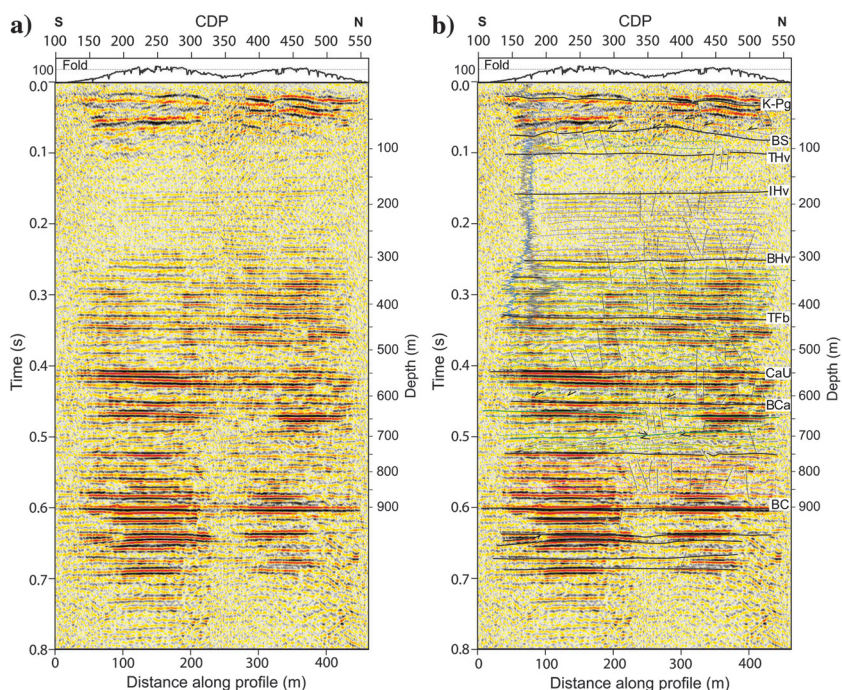 a)
S CDP N
100 150 200 250 300 350 400 450 500 550
Fold
100
0.0
0.1
0.2
0.3
0.4
0.5
0.6
0.7
0.8
Time (s)
100
200
300
400
500
600
700
800
900
Depth (m)
0 100 200 300 400
Distance along profile (m)
b)
S CDP N
100 150 200 250 300 350 400 450 500 550
Fold
100
0.0
0.1
0.2
0.3
0.4
0.5
0.6
0.7
0.8
Time (s)
K-Pg
BS
THv
IHv
BHv
TFb
CaU
BCa
BC
100
200
300
400
500
600
700
800
900
Depth (m)
0 100 200 300 400
Distance along profile (m)